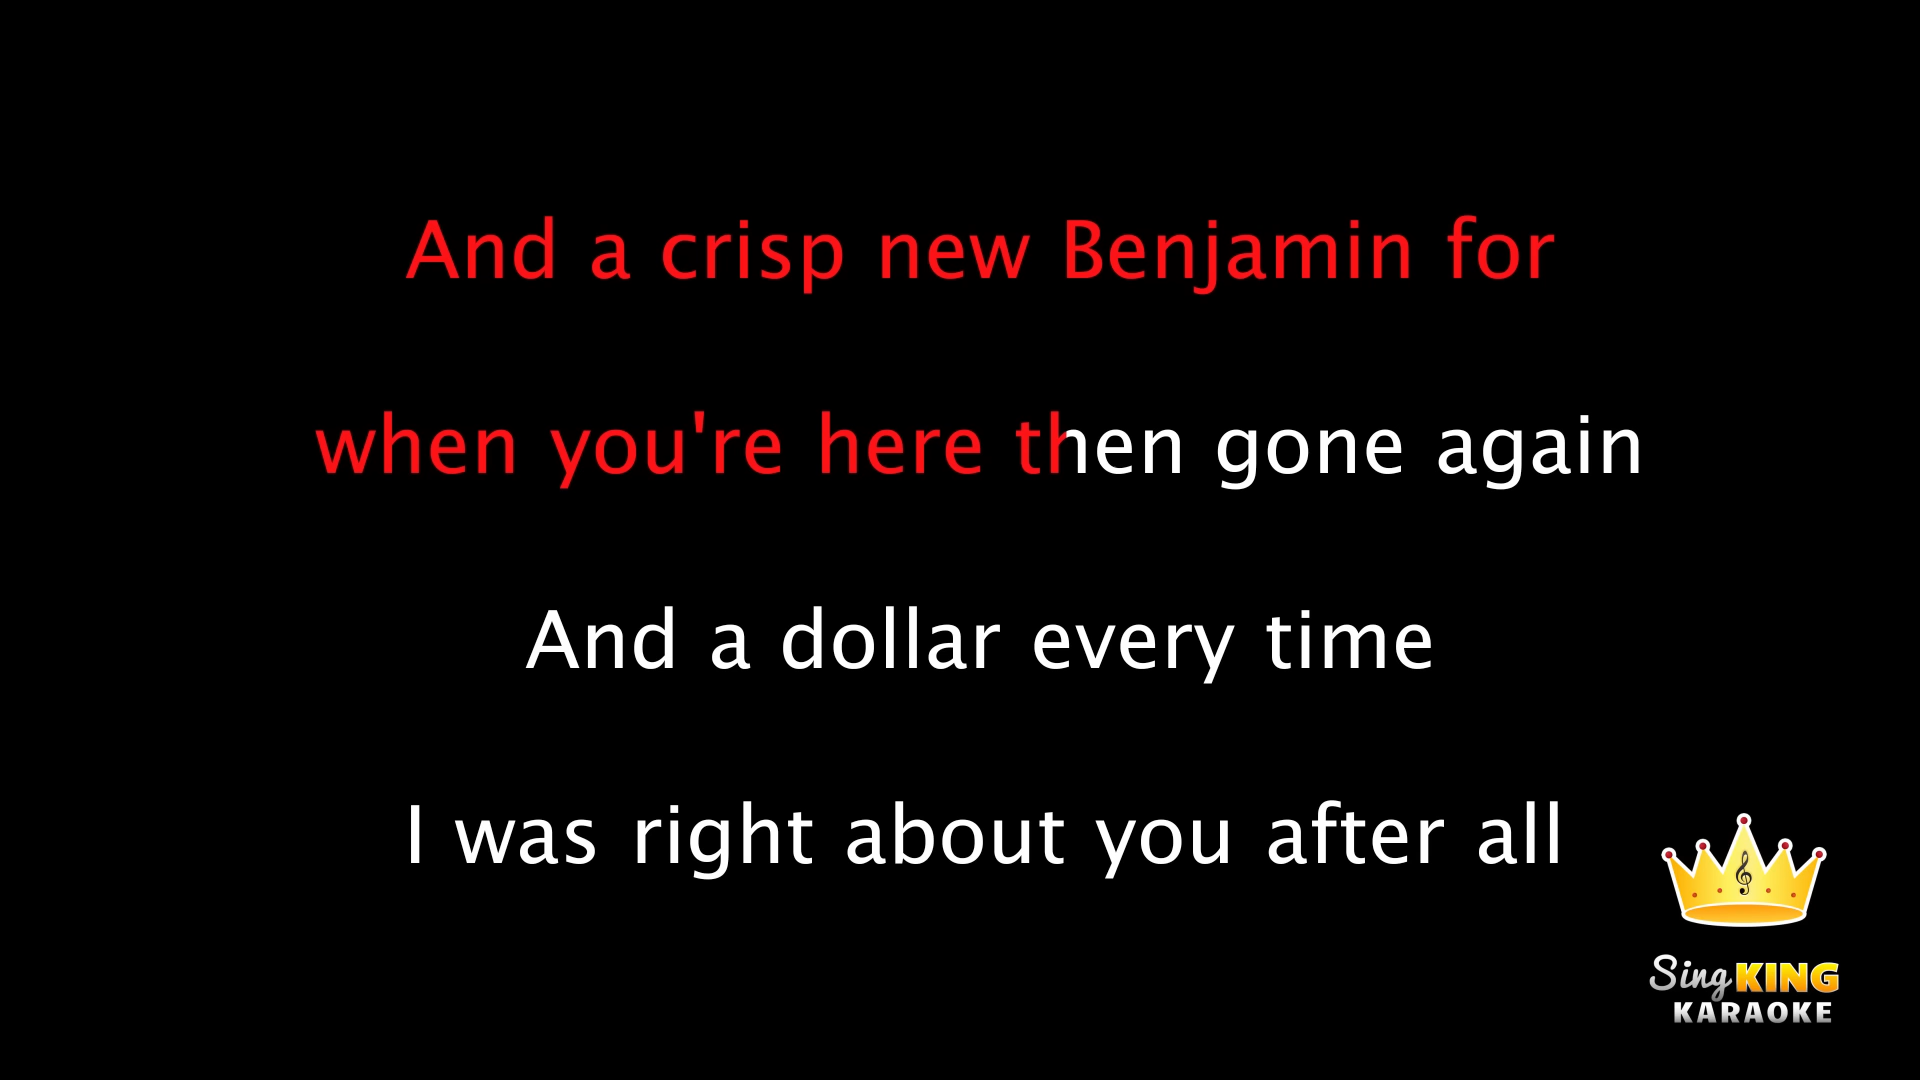 And a crisp new Benjamin for
when you're here then gone again
And a dollar every time
I was right about you after all
Sing KING
KARAOKE